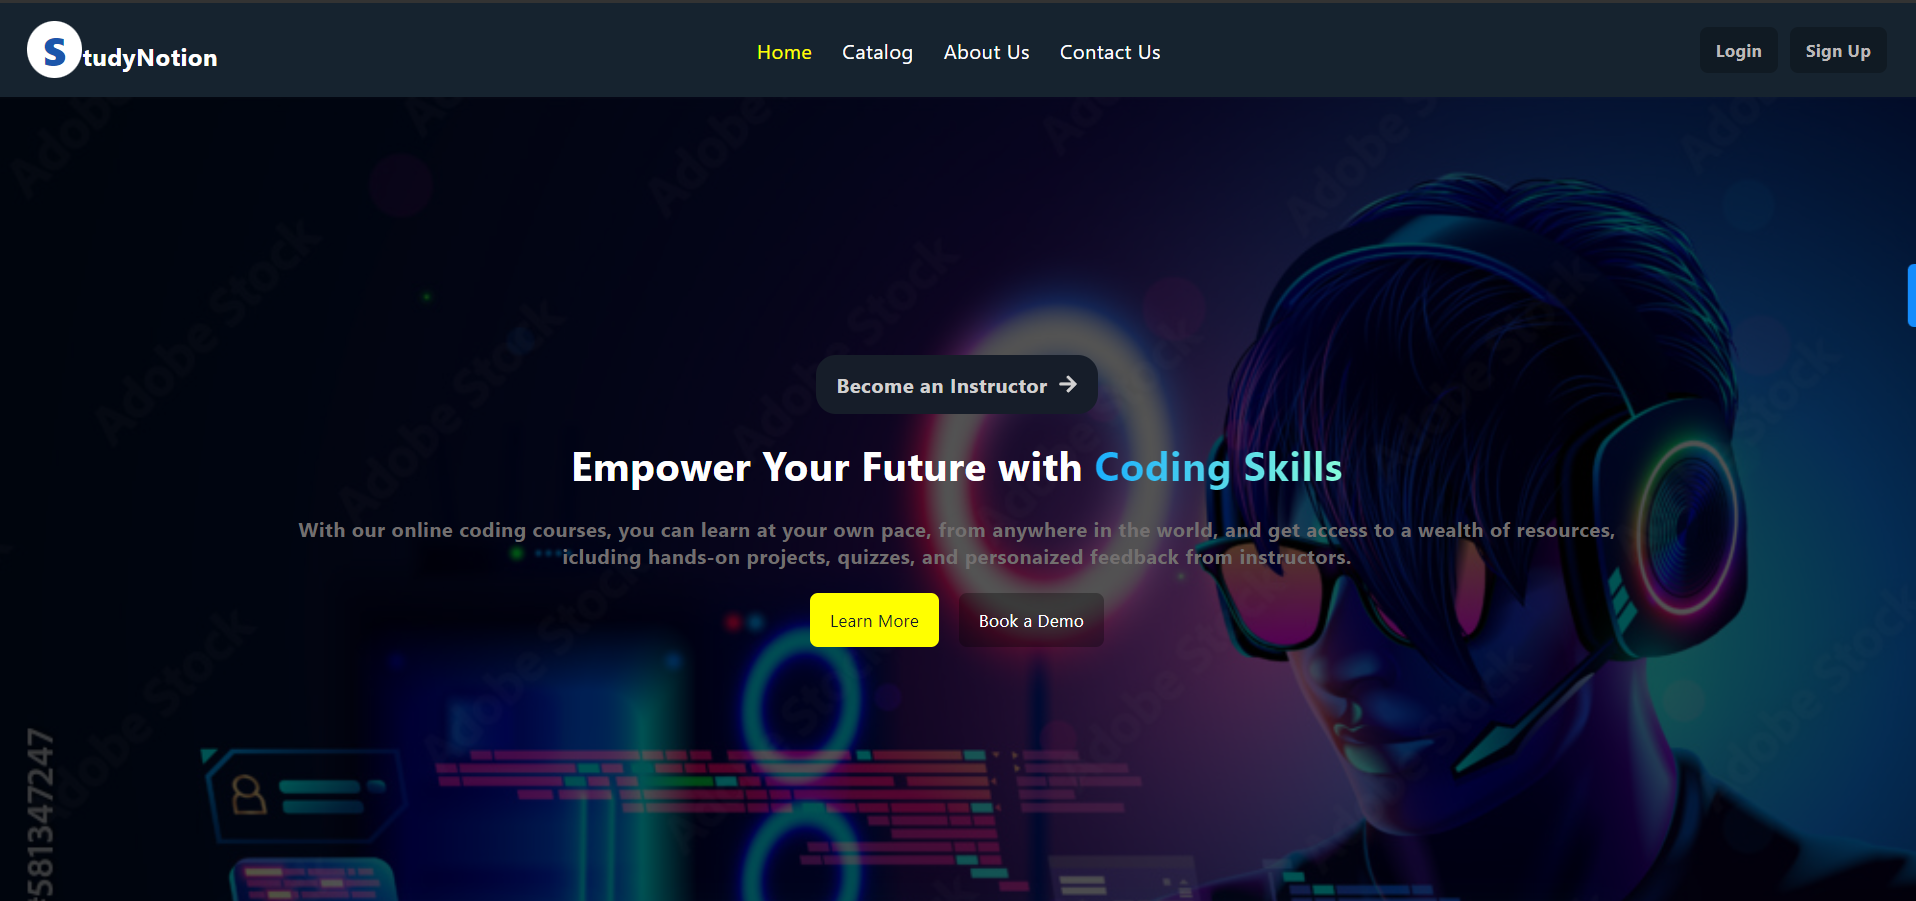 StudyNotion
Home Catalog About Us Contact Us
Login Sign Up
Become an Instructor →
Empower Your Future with Coding Skills
With our online coding courses, you can learn at your own pace, from anywhere in the world, and get access to a wealth of resources,
icluding hands-on projects, quizzes, and personaized feedback from instructors.
Learn More Book a Demo
Adobe Stock
#581347247